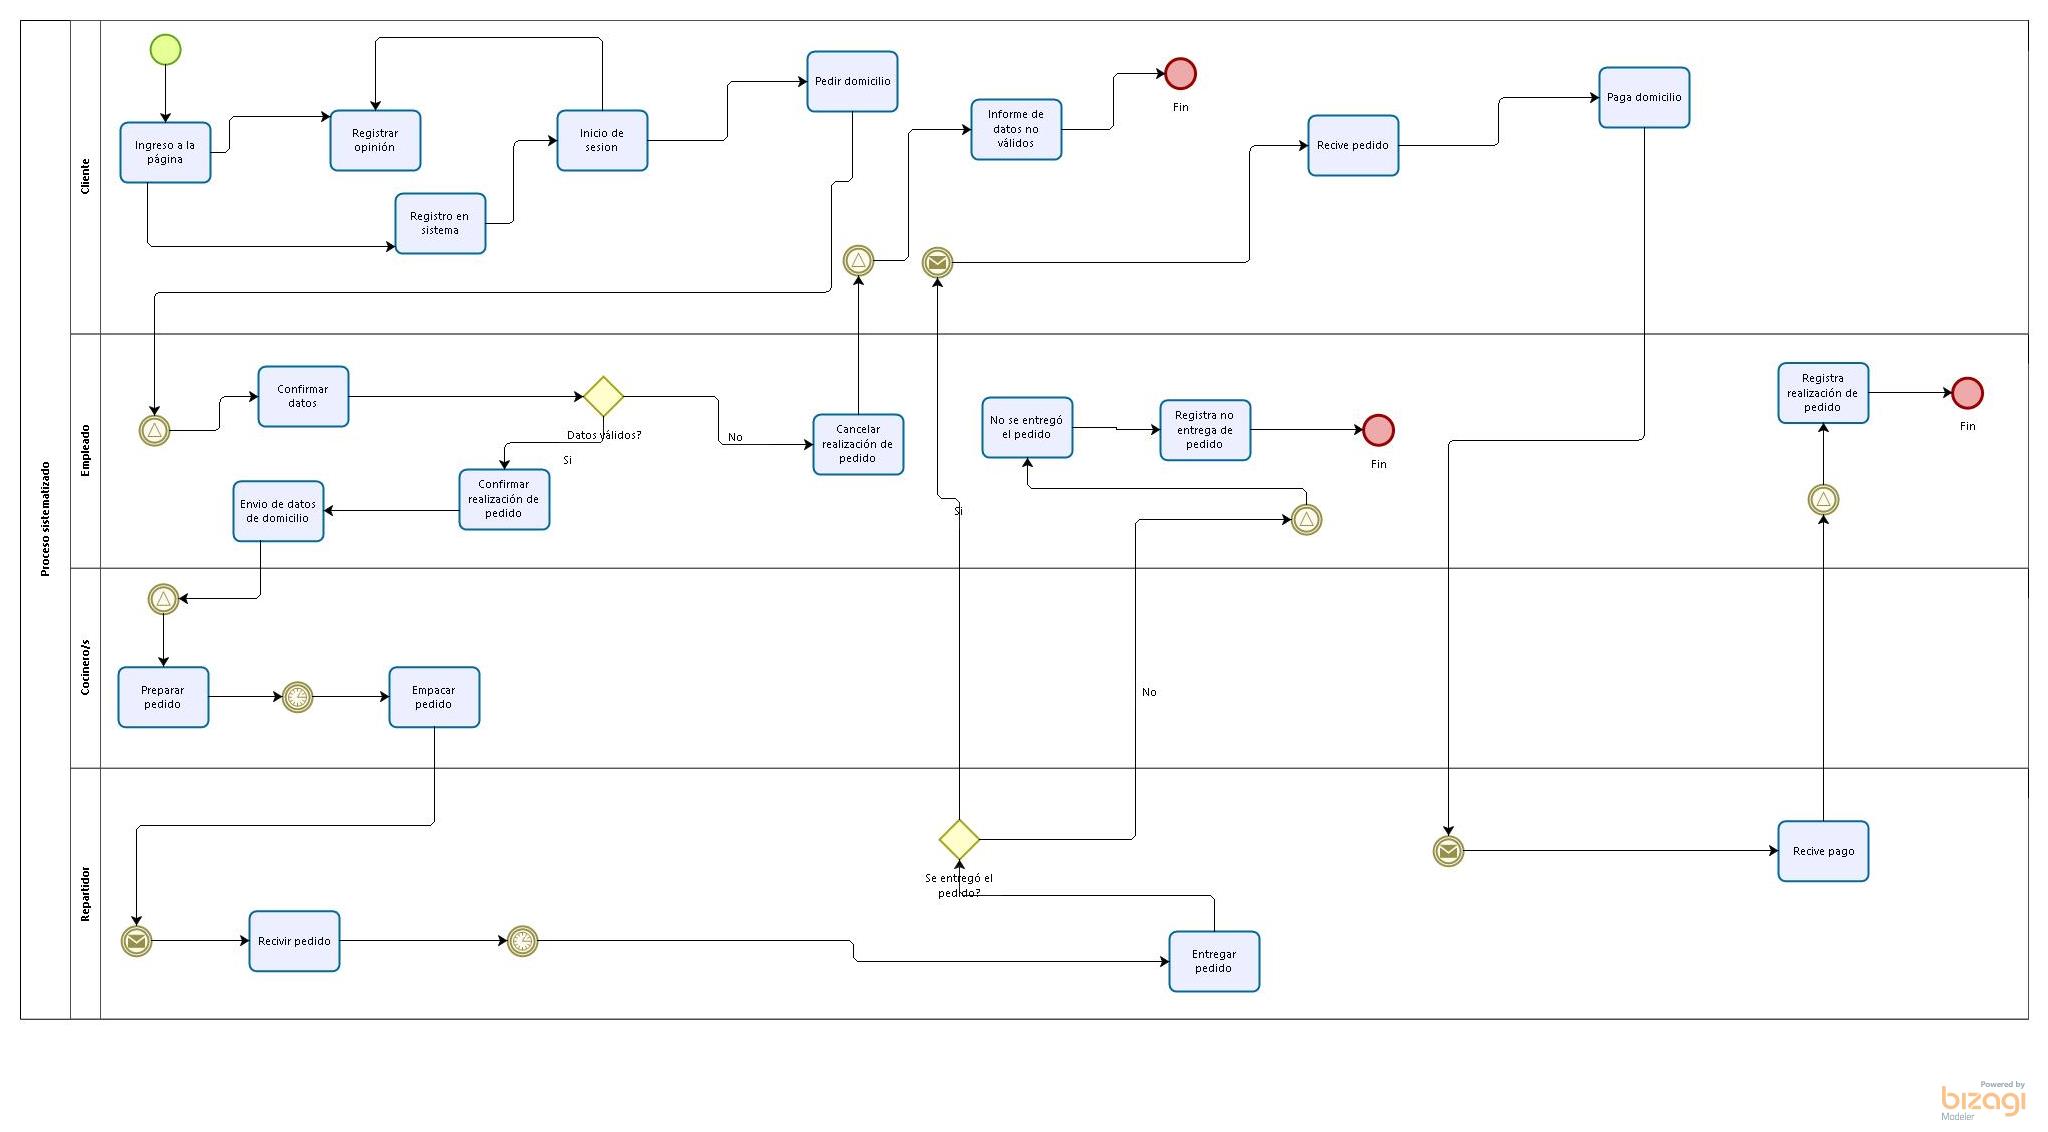 Proceso sistematizado
Cliente
Ingreso a la
página
Registrar
opinión
Registro en
sistema
Inicio de
sesion
Pedir domicilio
Informe de
datos no
válidos
Fin
Recive pedido
Paga domicilio
Empleado
Confirmar
datos
Datos válidos?
Si
No
Confirmar
realización de
pedido
Envio de datos
de domicilio
Cancelar
realización de
pedido
No se entregó
el pedido
Registra no
entrega de
pedido
Fin
Si
Registra
realización de
pedido
Fin
Cocinero/s
Preparar
pedido
Empacar
pedido
No
Repartidor
Recivir pedido
Se entregó el
pedido?
Entregar
pedido
Recive pago
Powered by
bizagi
Modeler